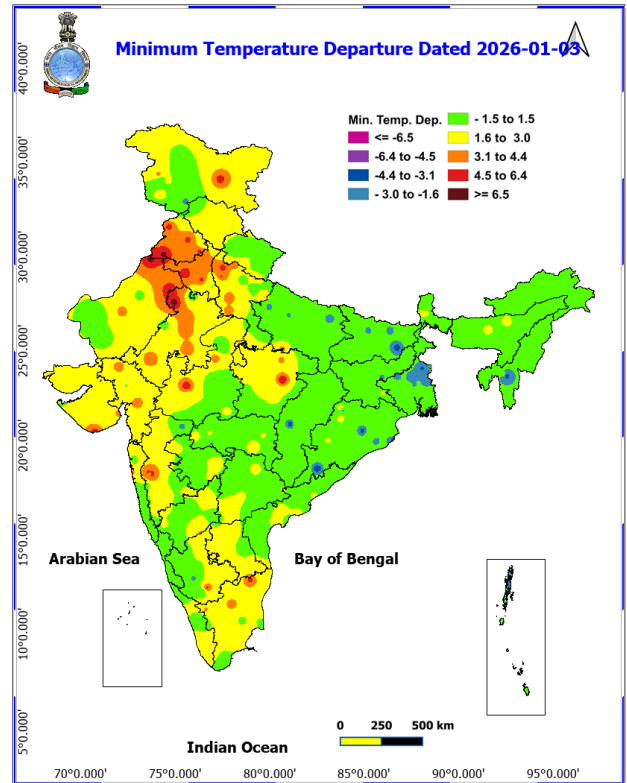 Minimum Temperature Departure Dated 2026-01-03
Min. Temp. Dep.
<= -6.5
-6.4 to -4.5
-4.4 to -3.1
- 3.0 to -1.6
- 1.5 to 1.5
1.6 to 3.0
3.1 to 4.4
4.5 to 6.4
>= 6.5
40°0.000'
35°0.000'
30°0.000'
25°0.000'
20°0.000'
15°0.000'
10°0.000'
5°0.000'
Arabian Sea
Bay of Bengal
0 250 500 km
Indian Ocean
70°0.000' 75°0.000' 80°0.000' 85°0.000' 90°0.000' 95°0.000'